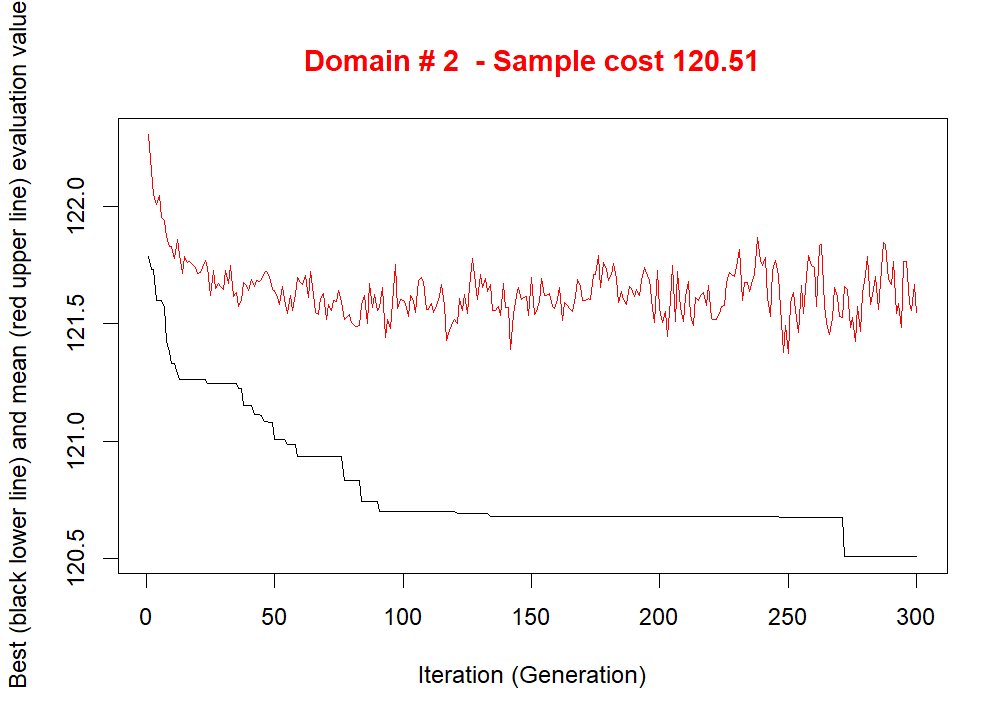 Domain # 2  - Sample cost 120.51
Best (black lower line) and mean (red upper line) evaluation value
122.0
121.5
121.0
120.5
0 50 100 150 200 250 300
Iteration (Generation)